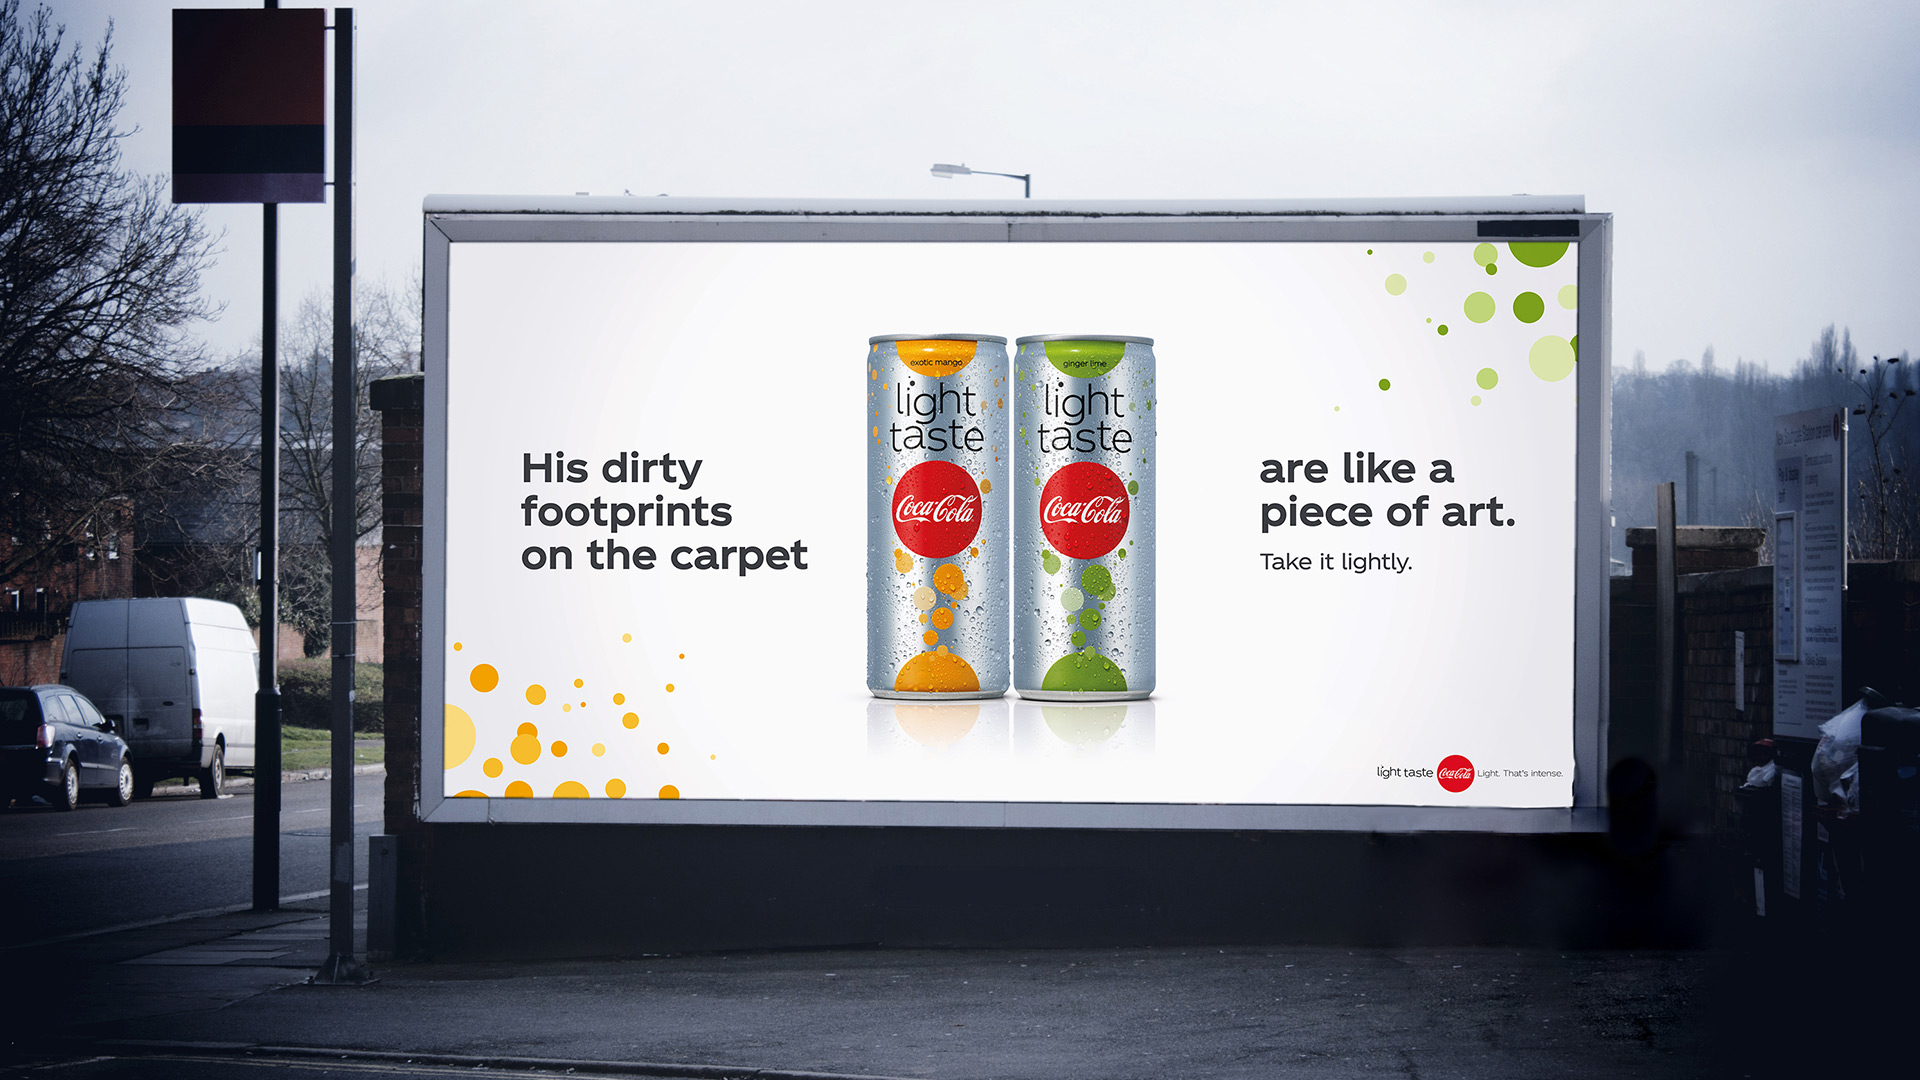 His dirty
footprints
on the carpet
exotic mango
light
taste
Coca-Cola
ginger lime
light
taste
Coca-Cola
are like a
piece of art.
Take it lightly.
light taste Coca-Cola Light. That's intense.